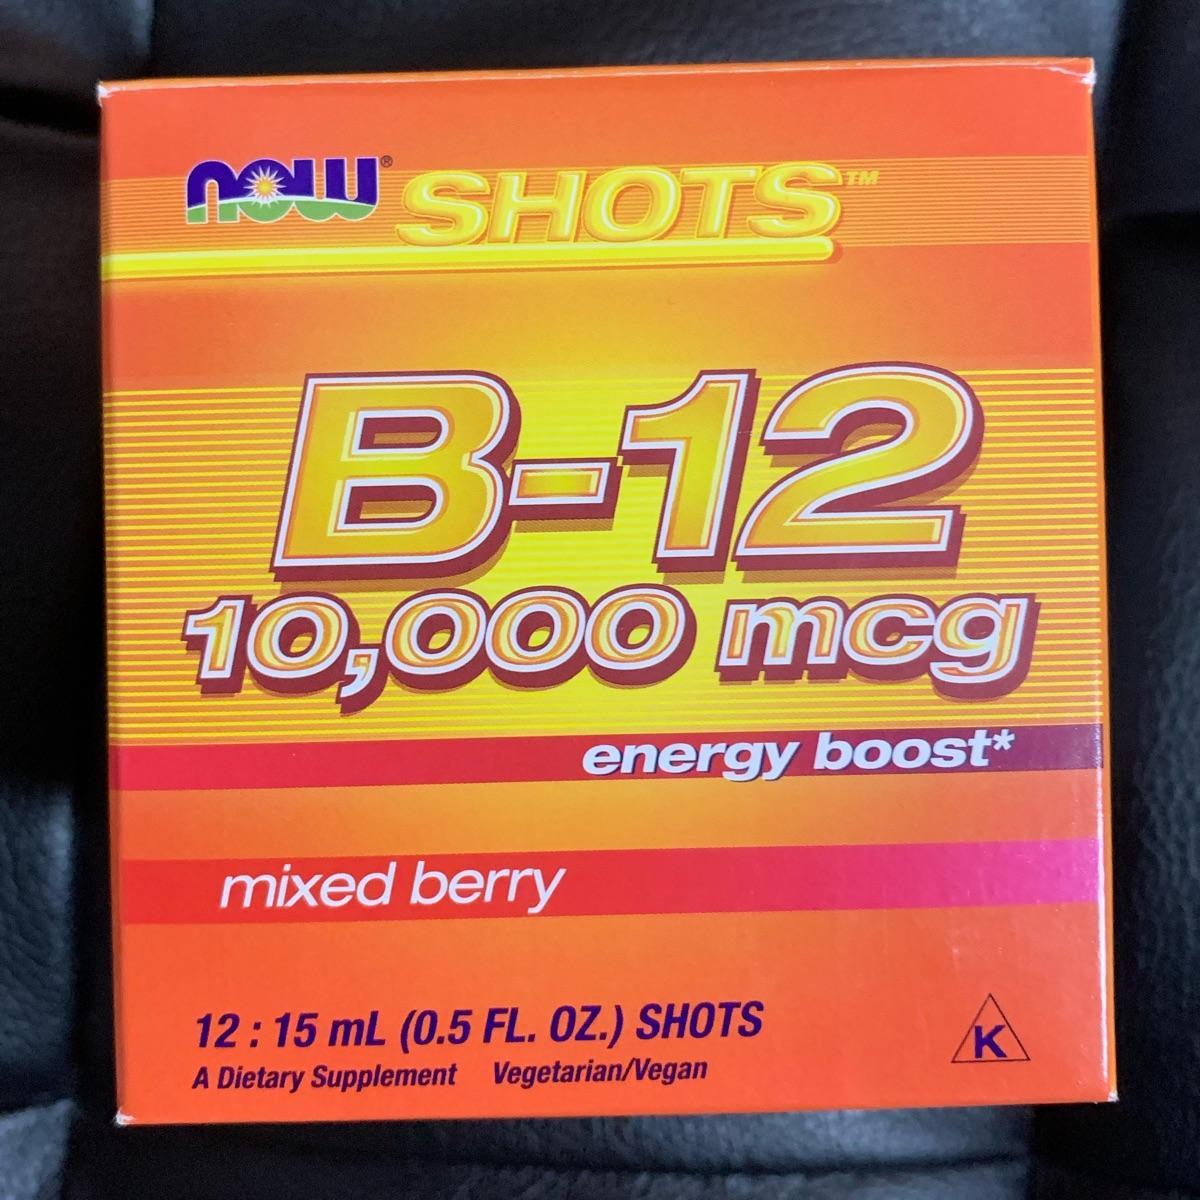 now® SHOTS™
B-12
10,000 mcg
energy boost*
mixed berry
12 : 15 mL (0.5 FL. OZ.) SHOTS
A Dietary Supplement Vegetarian/Vegan
K